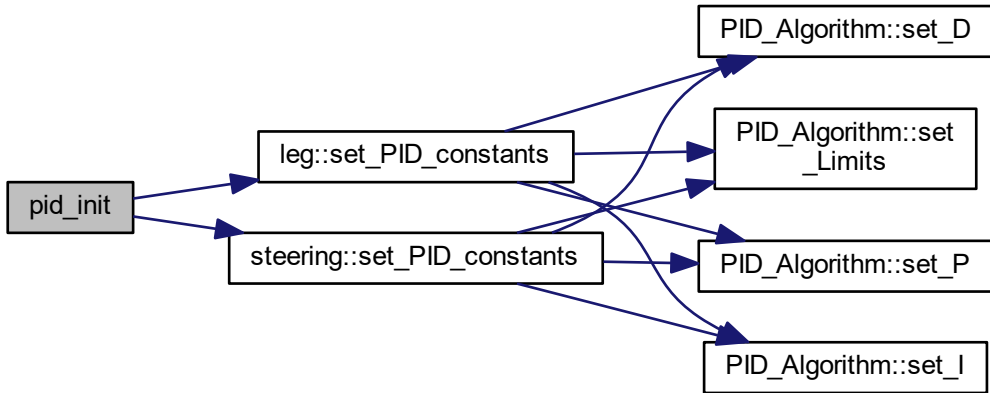 pid_init
leg::set_PID_constants
steering::set_PID_constants
PID_Algorithm::set_D
PID_Algorithm::set
_Limits
PID_Algorithm::set_P
PID_Algorithm::set_I